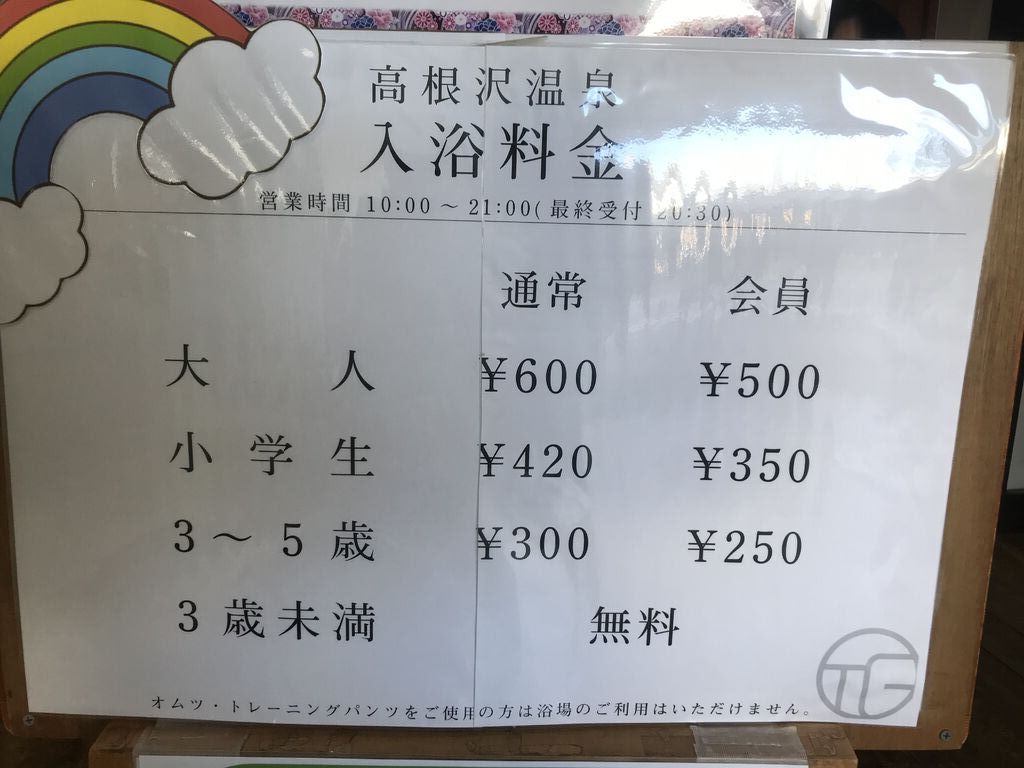 高根沢温泉
入浴料金
営業時間 10:00 ～ 21:00( 最終受付 20:30)
通常 会員
大人 ¥600 ¥500
小学生 ¥420 ¥350
3～5歳 ¥300 ¥250
3歳未満 無料
オムツ・トレーニングパンツをご使用の方は浴場のご利用はいただけません。
TG